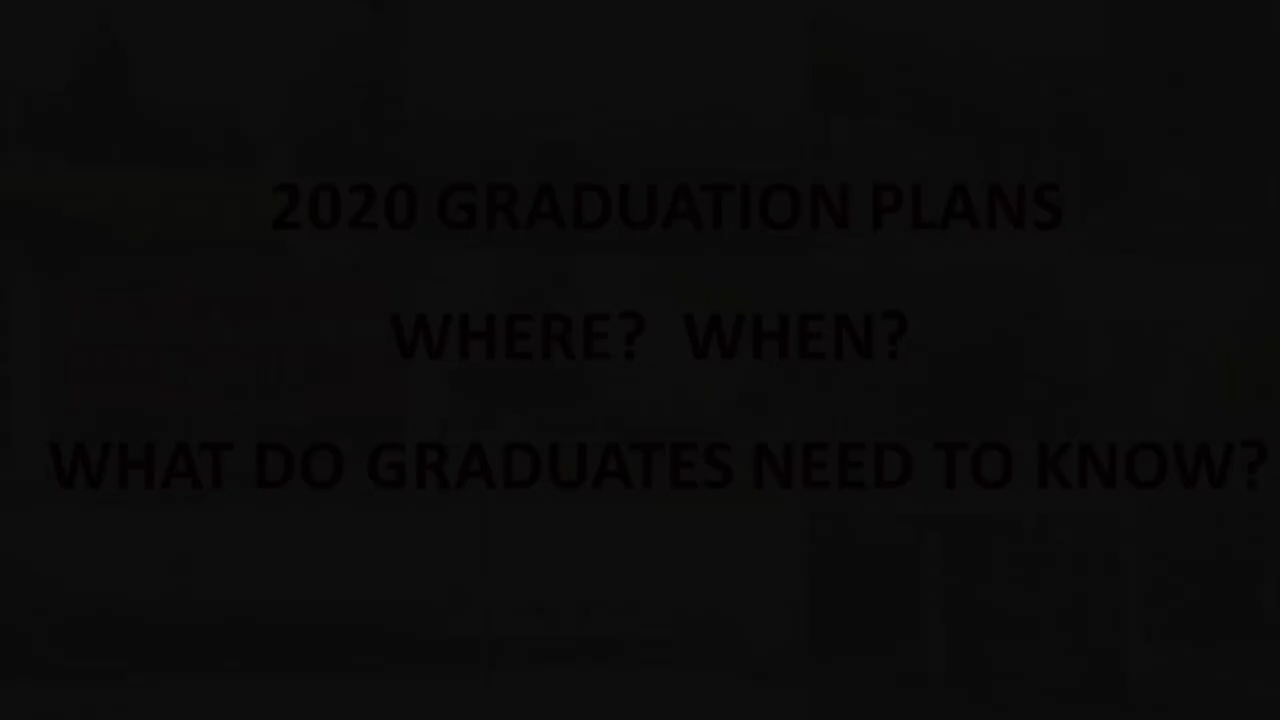 2020 GRADUATION PLANS
WHERE? WHEN?
WHAT DO GRADUATES NEED TO KNOW?